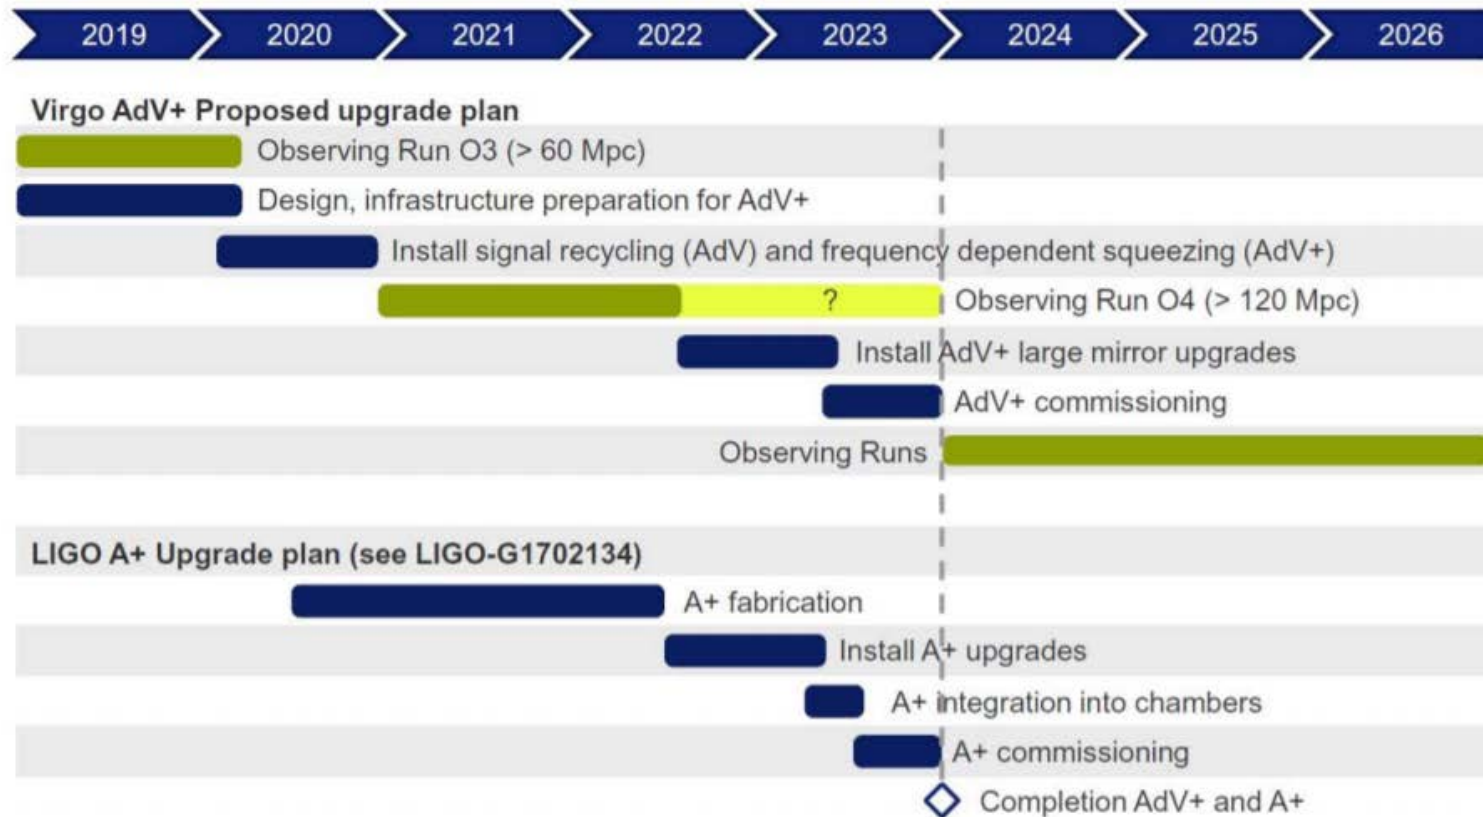 2019 2020 2021 2022 2023 2024 2025 2026
Virgo AdV+ Proposed upgrade plan
Observing Run O3 (> 60 Mpc)
Design, infrastructure preparation for AdV+
Install signal recycling (AdV) and frequency dependent squeezing (AdV+)
? Observing Run O4 (> 120 Mpc)
Install AdV+ large mirror upgrades
AdV+ commissioning
Observing Runs
LIGO A+ Upgrade plan (see LIGO-G1702134)
A+ fabrication
Install A+ upgrades
A+ integration into chambers
A+ commissioning
Completion AdV+ and A+